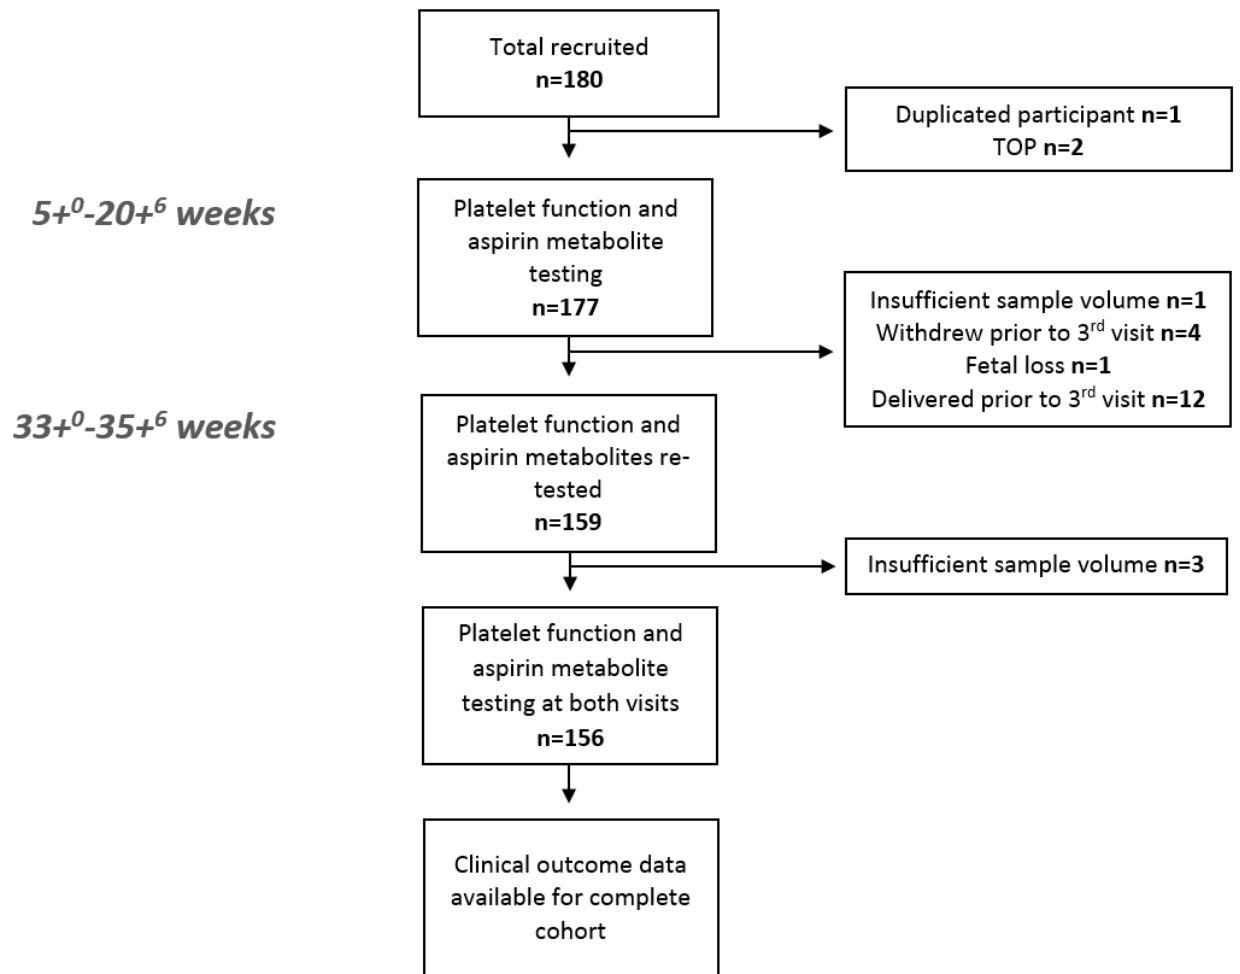 Total recruited
n=180
Duplicated participant n=1
TOP n=2
5+⁰-20+⁶ weeks
Platelet function and
aspirin metabolite
testing
n=177
Insufficient sample volume n=1
Withdrew prior to 3ʳᵈ visit n=4
Fetal loss n=1
Delivered prior to 3ʳᵈ visit n=12
33+⁰-35+⁶ weeks
Platelet function and
aspirin metabolites re-
tested
n=159
Insufficient sample volume n=3
Platelet function and
aspirin metabolite
testing at both visits
n=156
Clinical outcome data
available for complete
cohort